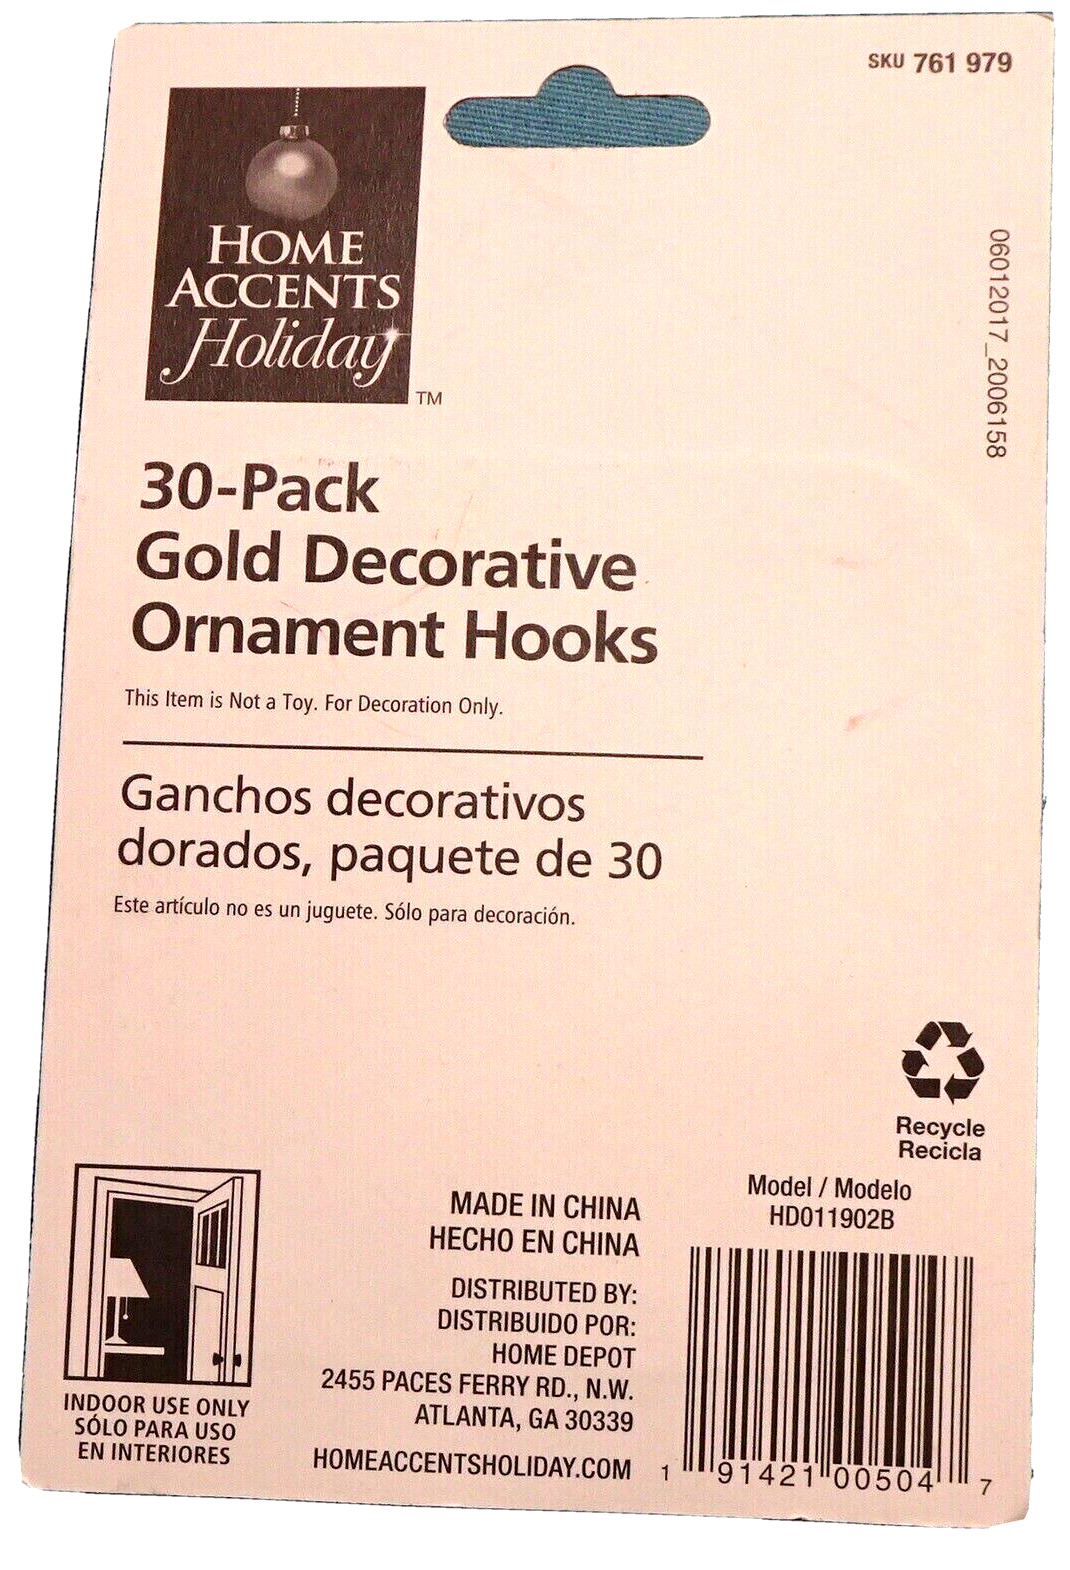 SKU 761 979
HOME
ACCENTS
Holiday
TM
06012017_2006158
30-Pack
Gold Decorative
Ornament Hooks
This Item is Not a Toy. For Decoration Only.
Ganchos decorativos
dorados, paquete de 30
Este artículo no es un juguete. Sólo para decoración.
Recycle
Recicla
INDOOR USE ONLY
SÓLO PARA USO
EN INTERIORES
MADE IN CHINA
HECHO EN CHINA
DISTRIBUTED BY:
DISTRIBUIDO POR:
HOME DEPOT
2455 PACES FERRY RD., N.W.
ATLANTA, GA 30339
HOMEACCENTSHOLIDAY.COM
Model / Modelo
HD011902B
1 91421 00504 7